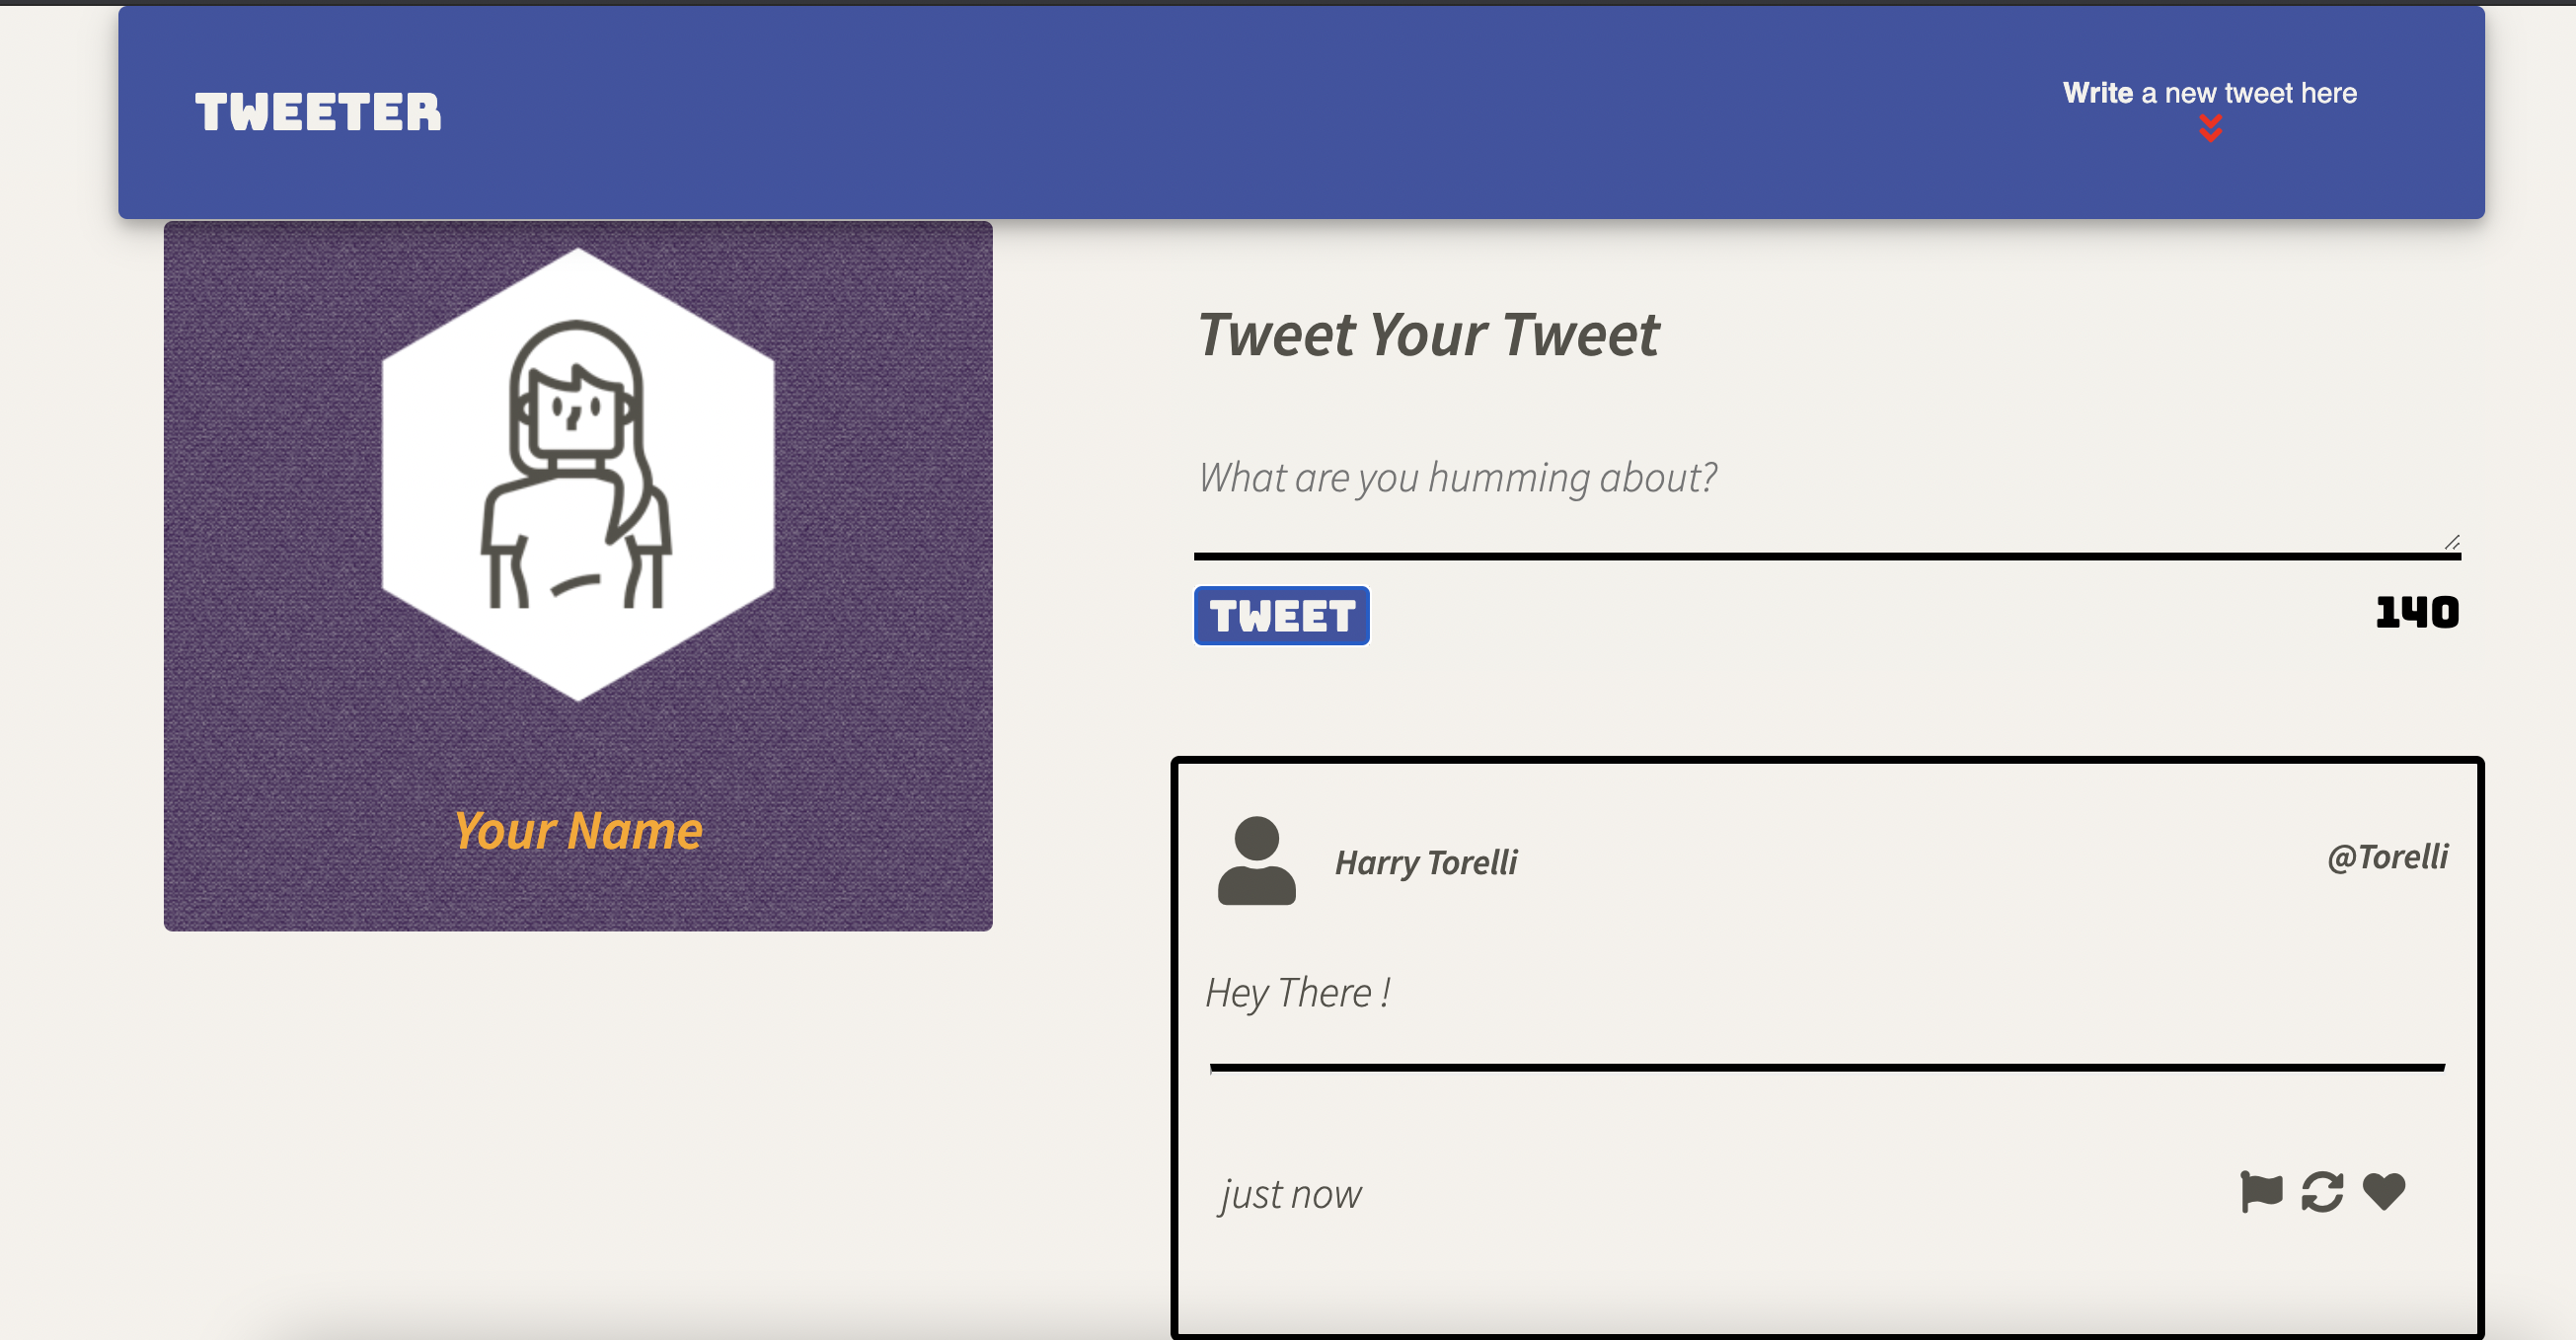 TWEETER
Write a new tweet here
Your Name
Tweet Your Tweet
What are you humming about?
TWEET
140
Harry Torelli
@Torelli
Hey There !
just now